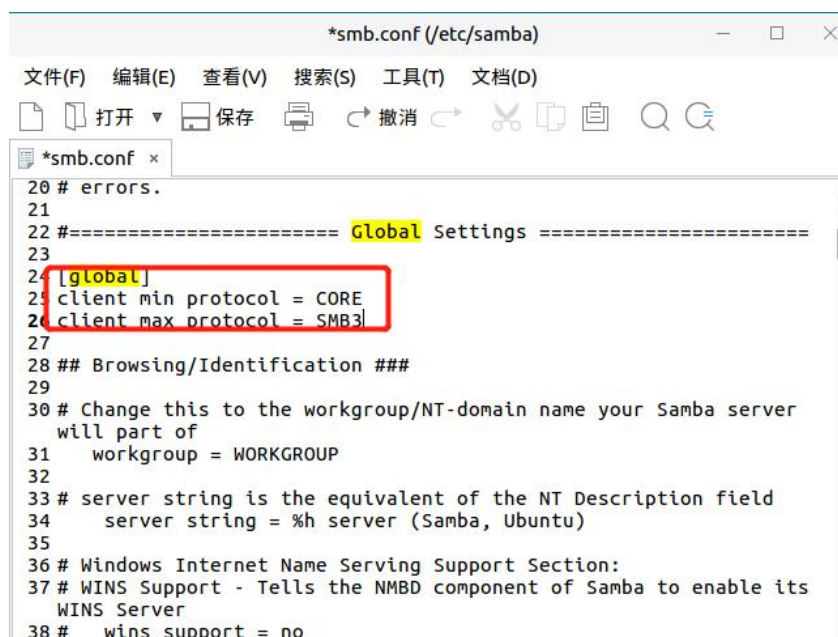 *smb.conf (/etc/samba)
文件(F) 编辑(E) 查看(V) 搜索(S) 工具(T) 文档(D)
打开 保存 撤消
*smb.conf ×
20 # errors.
21
22 #======================= Global Settings =======================
23
24 [global]
25 client min protocol = CORE
26 client max protocol = SMB3
27
28 ## Browsing/Identification ###
29
30 # Change this to the workgroup/NT-domain name your Samba server
will part of
31 workgroup = WORKGROUP
32
33 # server string is the equivalent of the NT Description field
34 server string = %h server (Samba, Ubuntu)
35
36 # Windows Internet Name Serving Support Section:
37 # WINS Support - Tells the NMBD component of Samba to enable its
WINS Server
38 # wins support = no